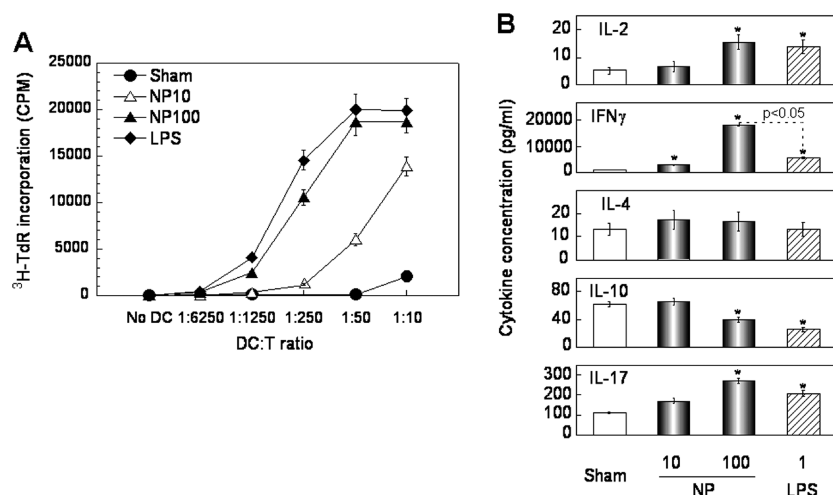 A
³H-TdR incorporation (CPM)
25000
20000
15000
10000
5000
0
Sham
NP10
NP100
LPS
No DC 1:6250 1:1250 1:250 1:50 1:10
DC:T ratio
B
Cytokine concentration (pg/ml)
IL-2
20
10
0
*
*
IFNγ
20000
10000
0
*
*
p<0.05
*
IL-4
20
10
0
IL-10
80
40
0
*
*
IL-17
300
200
100
0
*
*
Sham 10 100 1
NP LPS